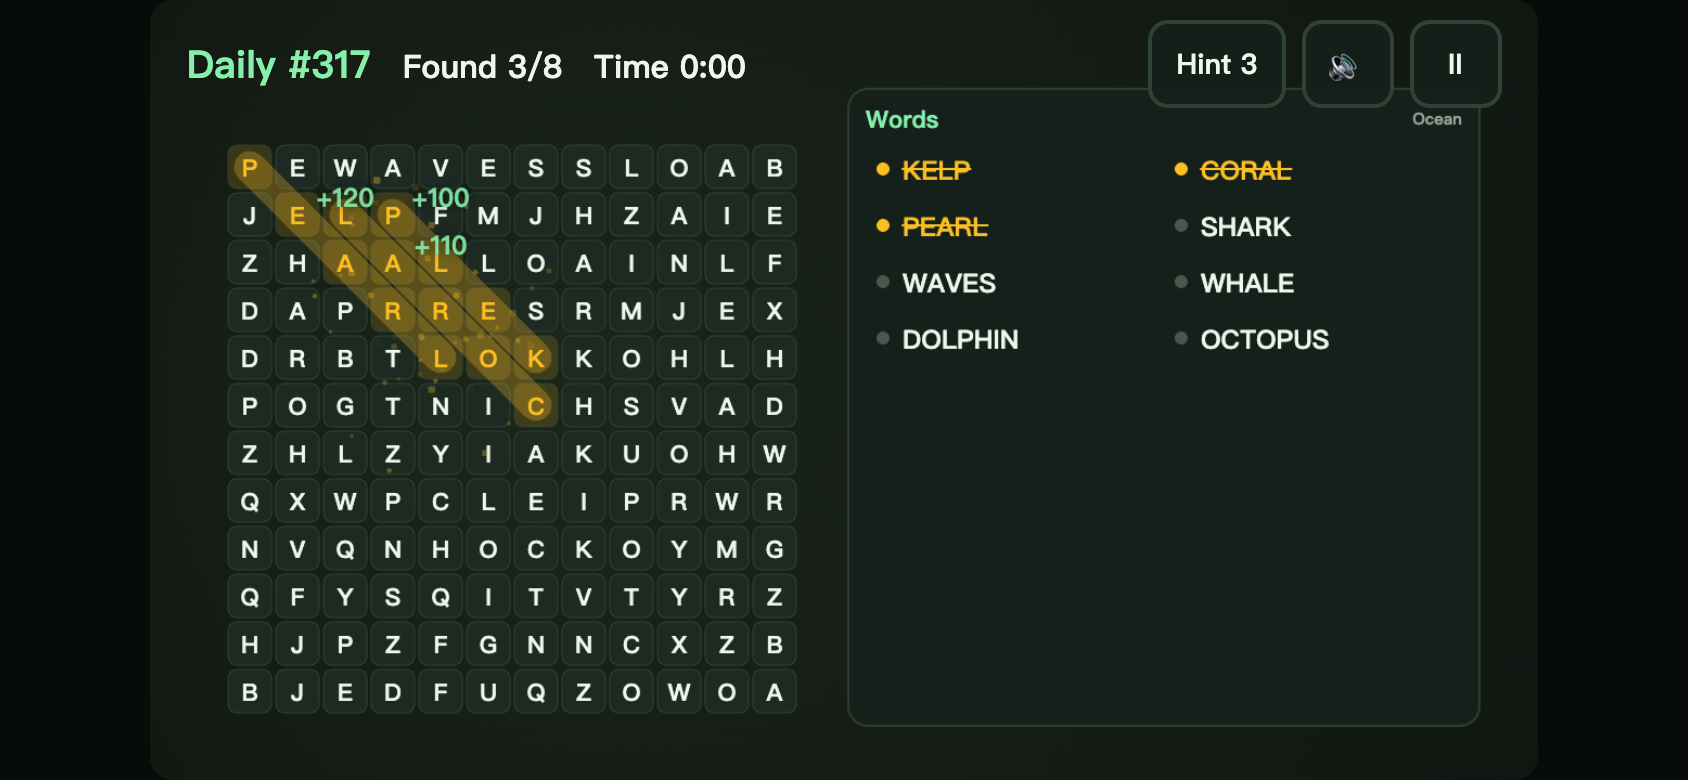 Daily #317 Found 3/8 Time 0:00 Hint 3 II
Words Ocean
KELP CORAL
PEARL SHARK
WAVES WHALE
DOLPHIN OCTOPUS
P E W A V E S S L O A B
+120 +100
J E L P F M J H Z A I E
+110
Z H A A L L O A I N L F
D A P R R E S R M J E X
D R B T L O K K O H L H
P O G T N I C H S V A D
Z H L Z Y I A K U O H W
Q X W P C L E I P R W R
N V Q N H O C K O Y M G
Q F Y S Q I T V T Y R Z
H J P Z F G N N C X Z B
B J E D F U Q Z O W O A